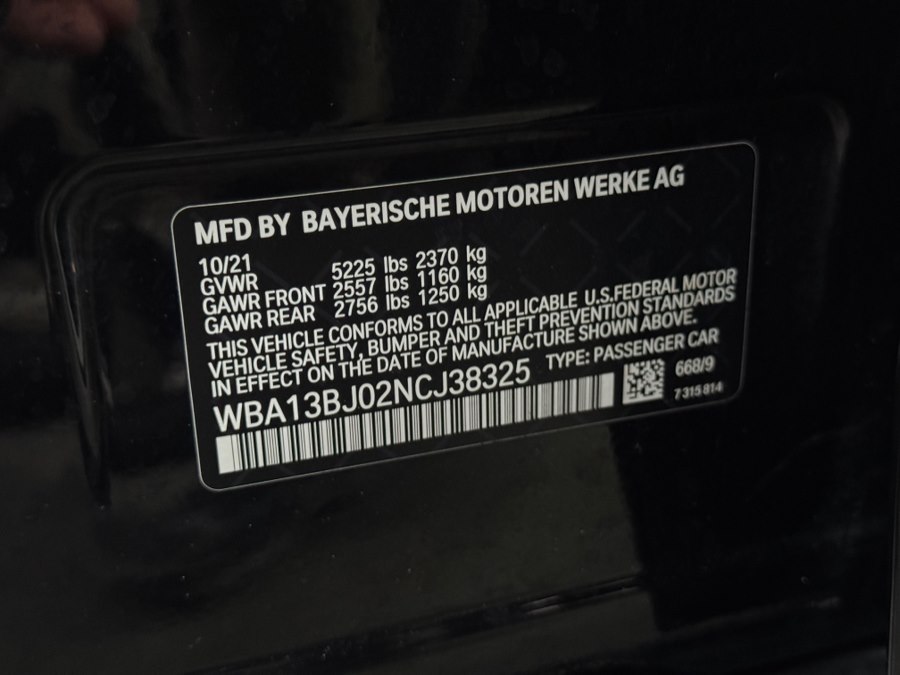 MFD BY BAYERISCHE MOTOREN WERKE AG
10/21
GVWR 5225 lbs 2370 kg
GAWR FRONT 2557 lbs 1160 kg
GAWR REAR 2756 lbs 1250 kg
THIS VEHICLE CONFORMS TO ALL APPLICABLE U.S.FEDERAL MOTOR
VEHICLE SAFETY, BUMPER AND THEFT PREVENTION STANDARDS
IN EFFECT ON THE DATE OF MANUFACTURE SHOWN ABOVE.
WBA13BJ02NCJ38325 TYPE: PASSENGER CAR
668/9
7 315 814